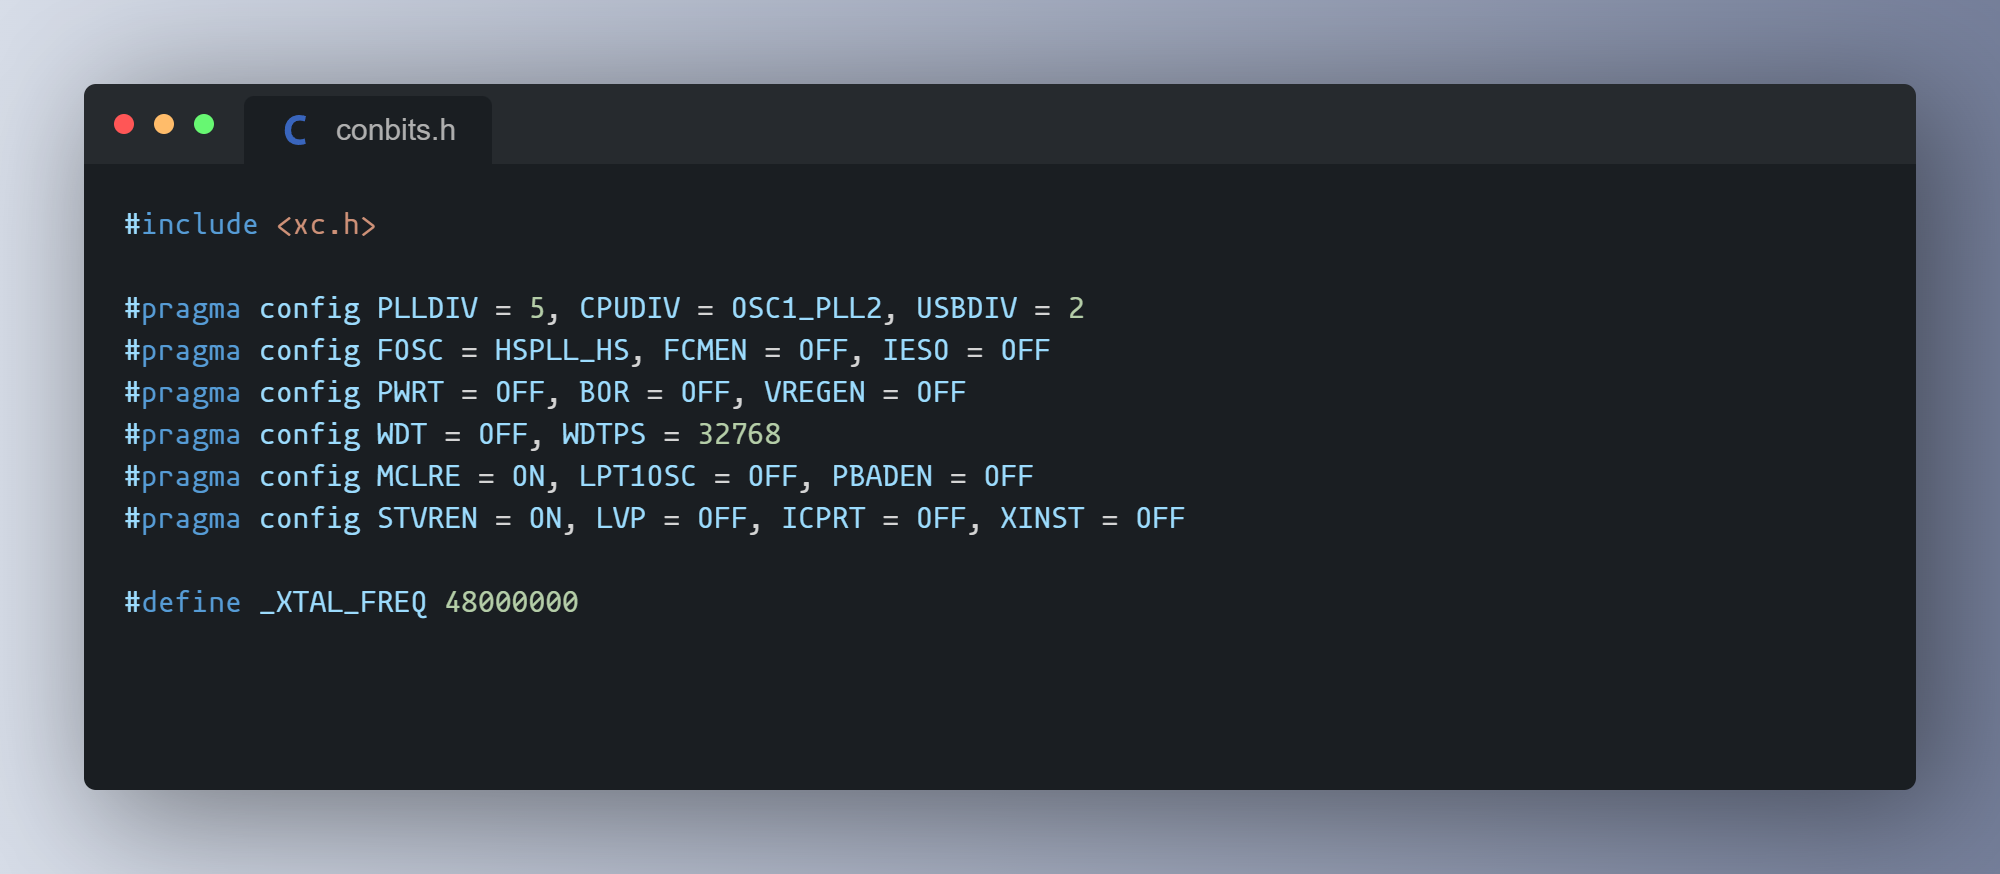 conbits.h
#include <xc.h>
#pragma config PLLDIV = 5, CPUDIV = OSC1_PLL2, USBDIV = 2
#pragma config FOSC = HSPLL_HS, FCMEN = OFF, IESO = OFF
#pragma config PWRT = OFF, BOR = OFF, VREGEN = OFF
#pragma config WDT = OFF, WDTPS = 32768
#pragma config MCLRE = ON, LPT1OSC = OFF, PBADEN = OFF
#pragma config STVREN = ON, LVP = OFF, ICPRT = OFF, XINST = OFF
#define _XTAL_FREQ 48000000